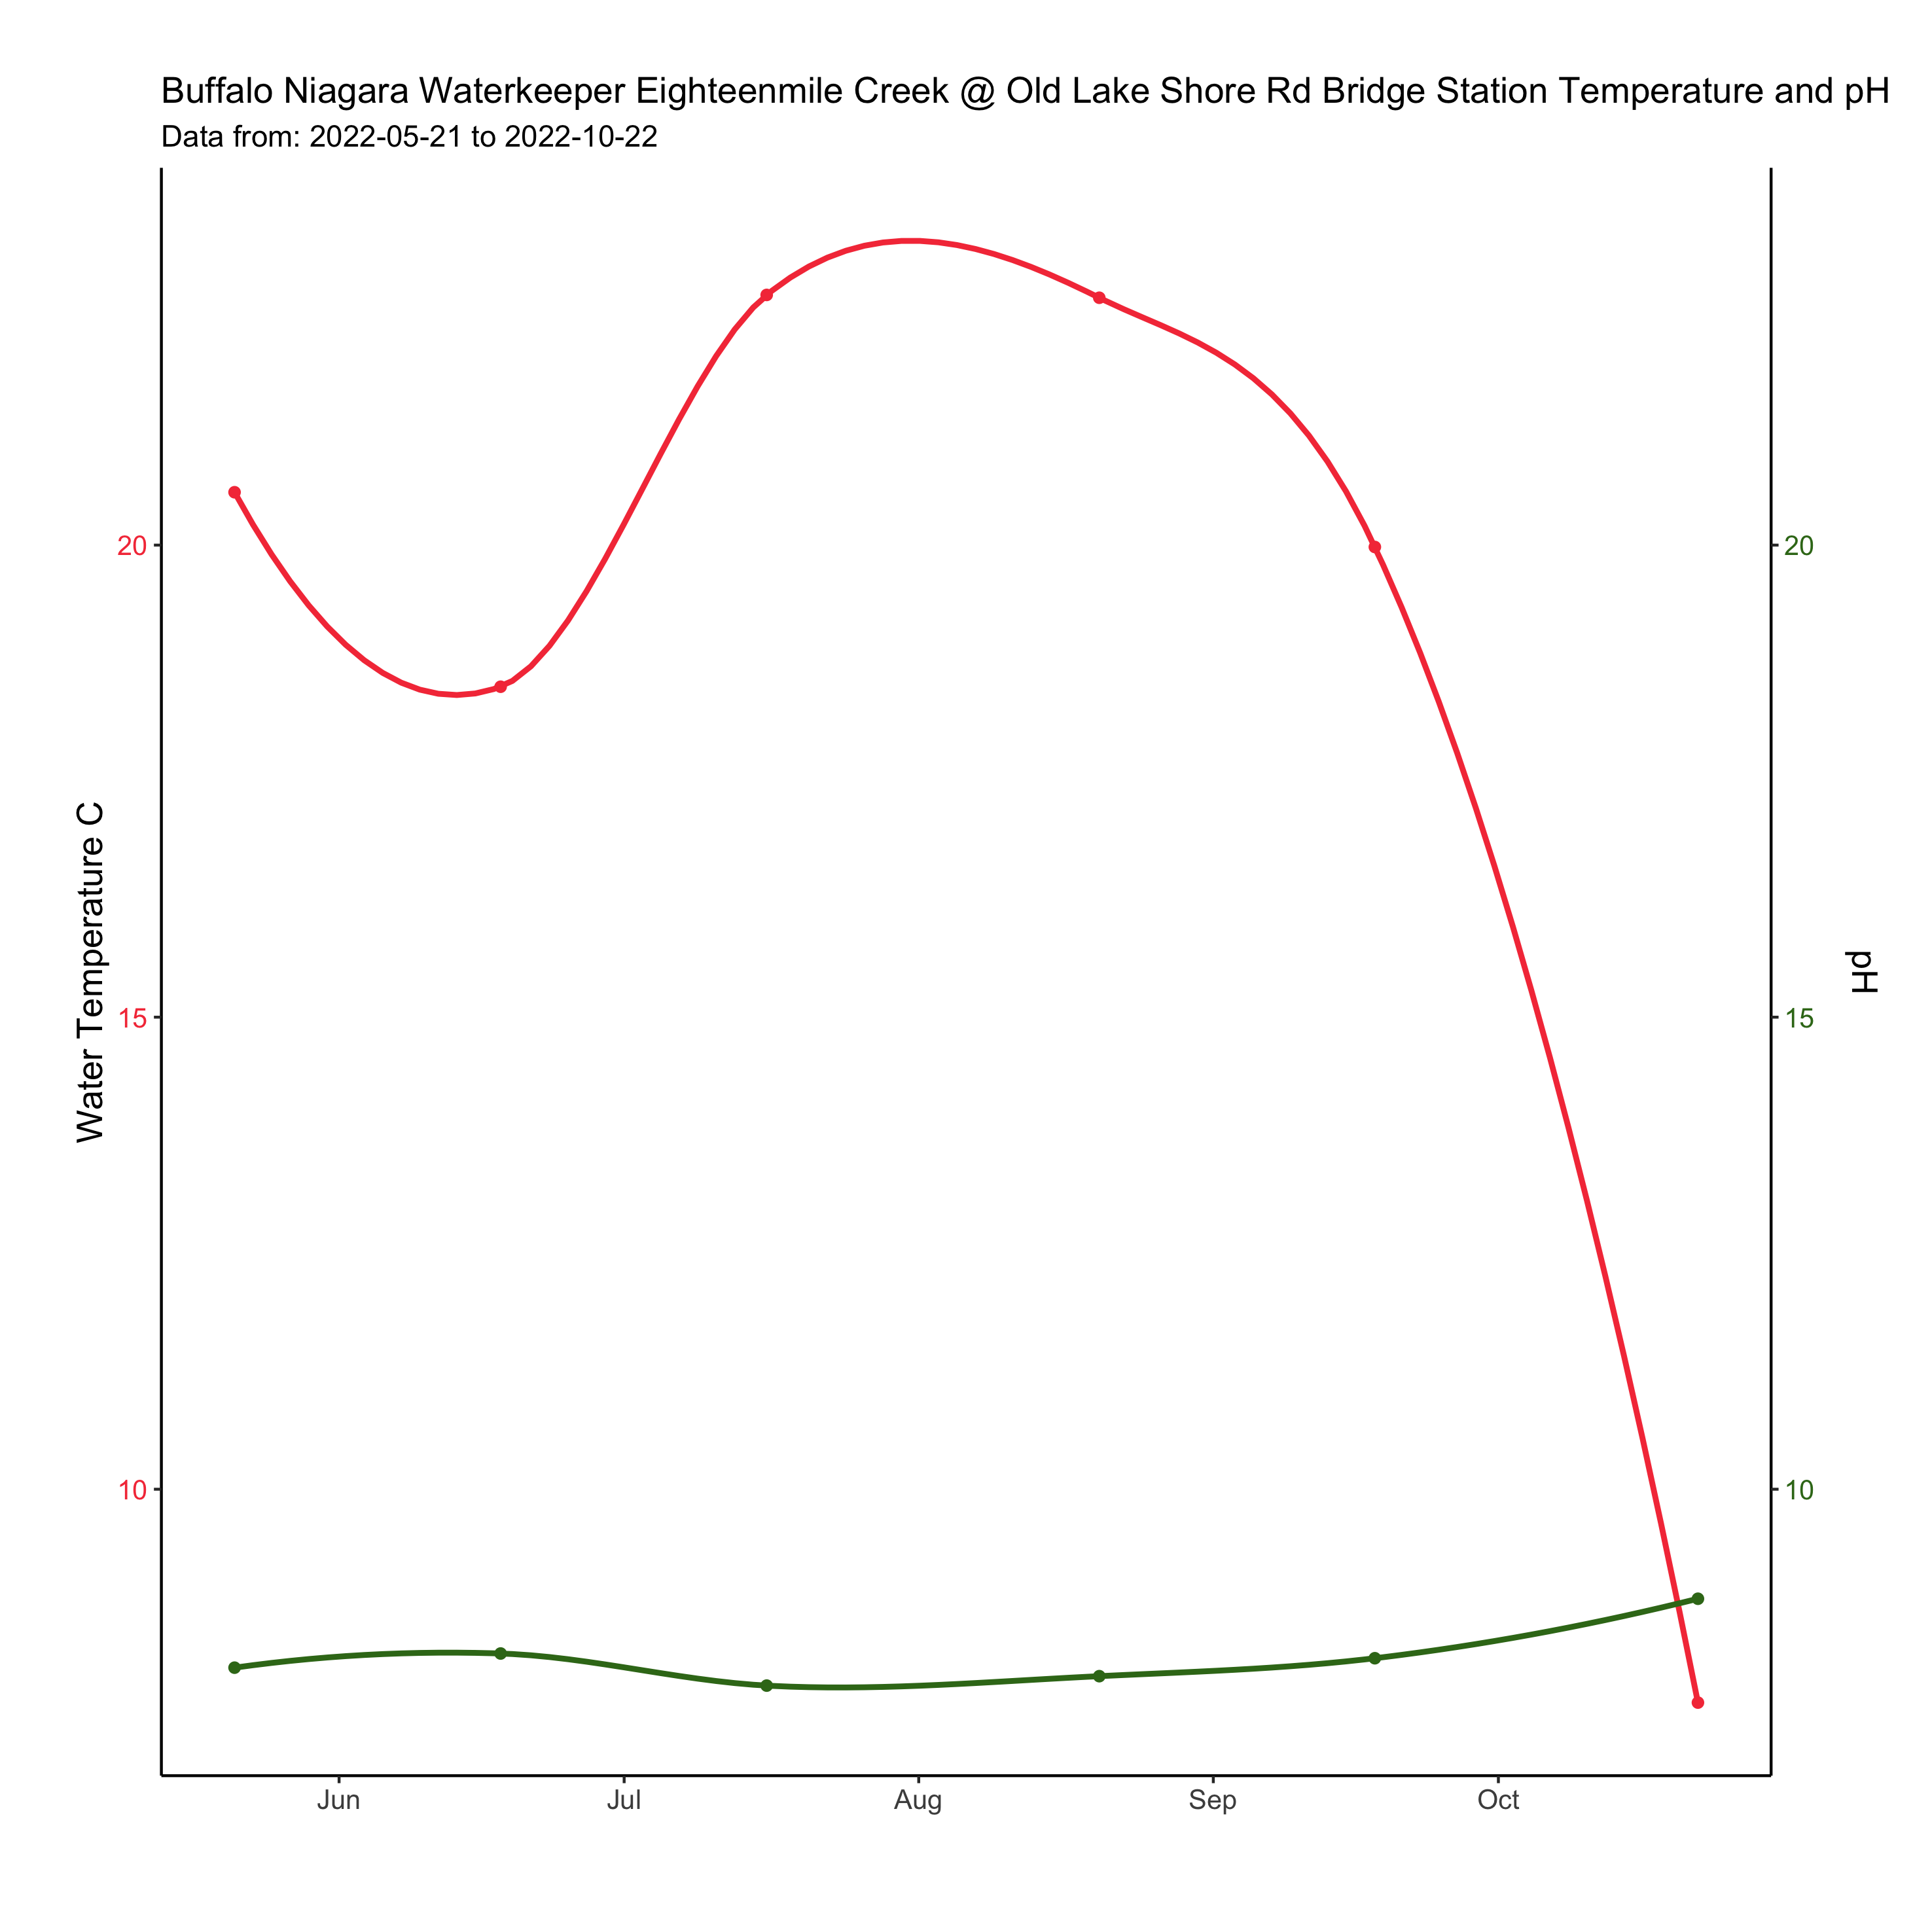 Buffalo Niagara Waterkeeper Eighteenmile Creek @ Old Lake Shore Rd Bridge Station Temperature and pH
Data from: 2022-05-21 to 2022-10-22
Water Temperature C
20
15
10
20
15
10
pH
Jun
Jul
Aug
Sep
Oct